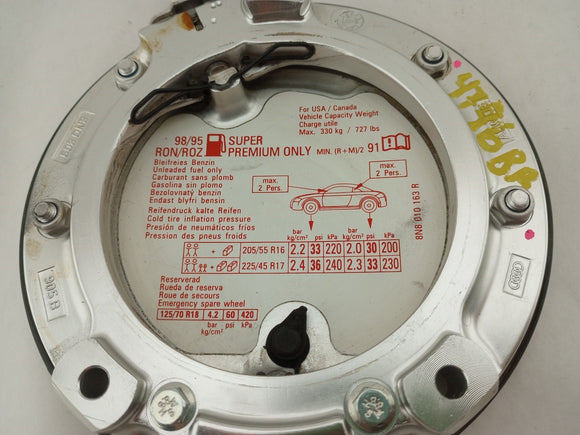 For USA / Canada
Vehicle Capacity Weight
Charge utile
Max. 330 kg / 727 lbs
98/95 SUPER
RON/ROZ PREMIUM ONLY MIN. (R+M)/2 91
Bleifreies Benzin
Unleaded fuel only
Carburant sans plomb
Gasolina sin plomo
Bezolovnatý benzin
Endast blyfri bensin
max.
2 Pers.
max.
2 Pers.
8N8 010 163 R
Reifendruck kalte Reifen
Cold tire inflation pressure
Presión de neumáticos fríos
Pression des pneus froids
bar kg/cm² psi kPa bar kg/cm² psi kPa
+ 205/55 R16 2.2 33 220 2.0 30 200
+ 225/45 R17 2.4 36 240 2.3 33 230
Reserverad
Rueda de reserva
Roue de secours
Emergency spare wheel
125/70 R18 4.2 60 420
bar kg/cm² psi kPa